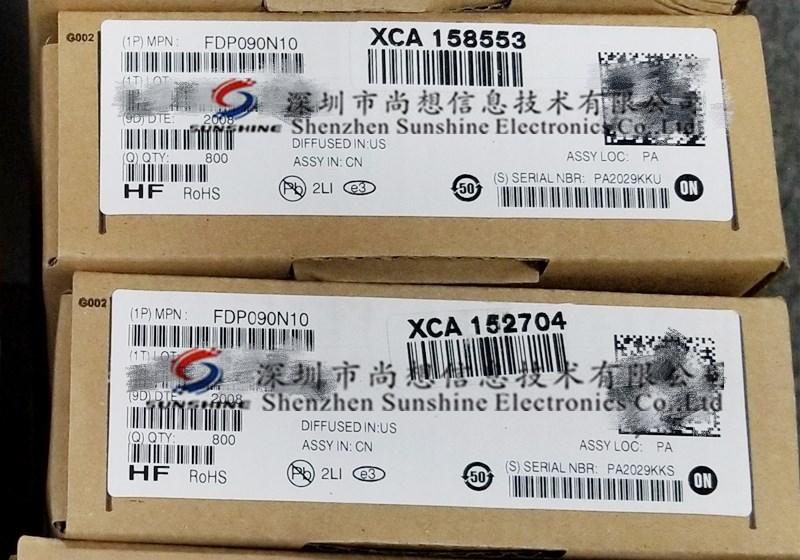 G002
(1P) MPN : FDP090N10
XCA 158553
(1T) LOT
SUNSHINE
深圳市尚想信息技术有限公司
(9D) DTE: 2008
Shenzhen Sunshine Electronics Co.,Ltd
(Q) QTY: 800
DIFFUSED IN:US
ASSY IN: CN
ASSY LOC: PA
HF RoHS
Pb 2LI e3
50
(S) SERIAL NBR: PA2029KKU
ON
G002
(1P) MPN : FDP090N10
XCA 152704
(1T) LOT
SUNSHINE
深圳市尚想信息技术有限公司
(9D) DTE: 2008
Shenzhen Sunshine Electronics Co.,Ltd
(Q) QTY: 800
DIFFUSED IN:US
ASSY IN: CN
ASSY LOC: PA
HF RoHS
Pb 2LI e3
50
(S) SERIAL NBR: PA2029KKS
ON